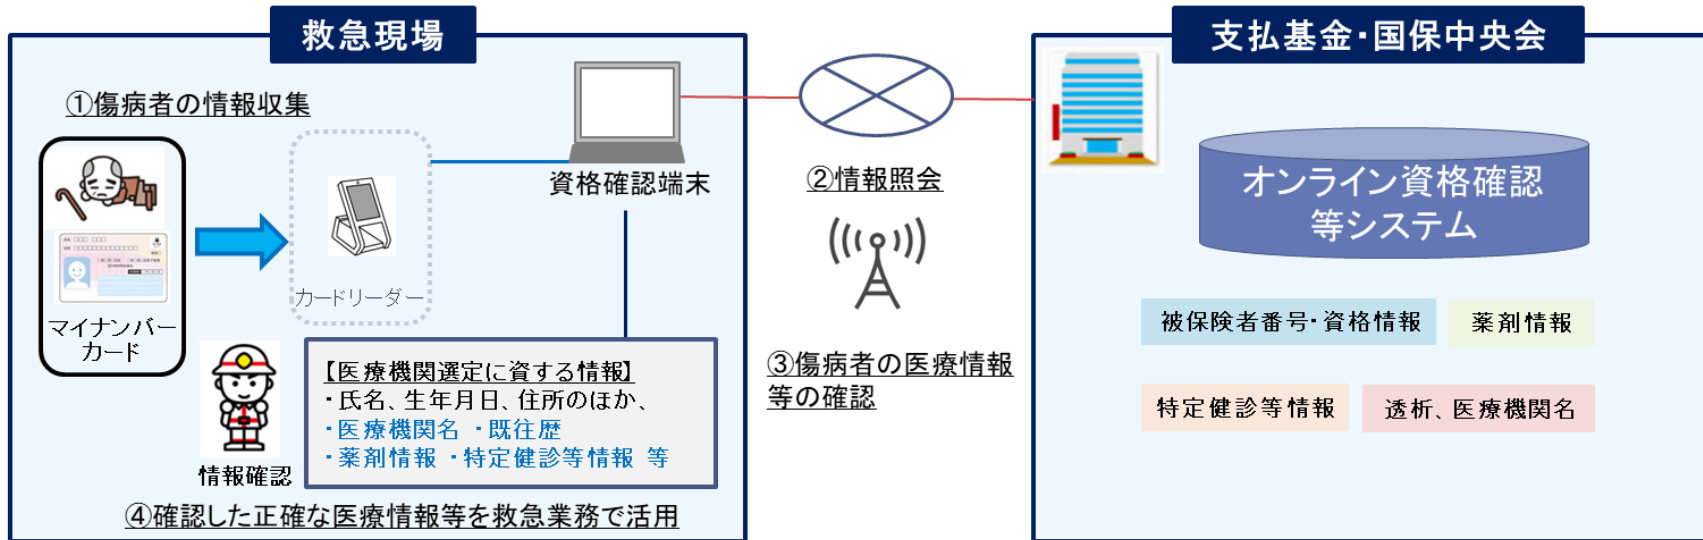 救急現場
①傷病者の情報収集
マイナンバー
カード
カードリーダー
資格確認端末
情報確認
【医療機関選定に資する情報】
・氏名、生年月日、住所のほか、
・医療機関名 ・既往歴
・薬剤情報 ・特定健診等情報 等
④確認した正確な医療情報等を救急業務で活用
②情報照会
③傷病者の医療情報
等の確認
支払基金・国保中央会
オンライン資格確認
等システム
被保険者番号・資格情報
薬剤情報
特定健診等情報
透析、医療機関名